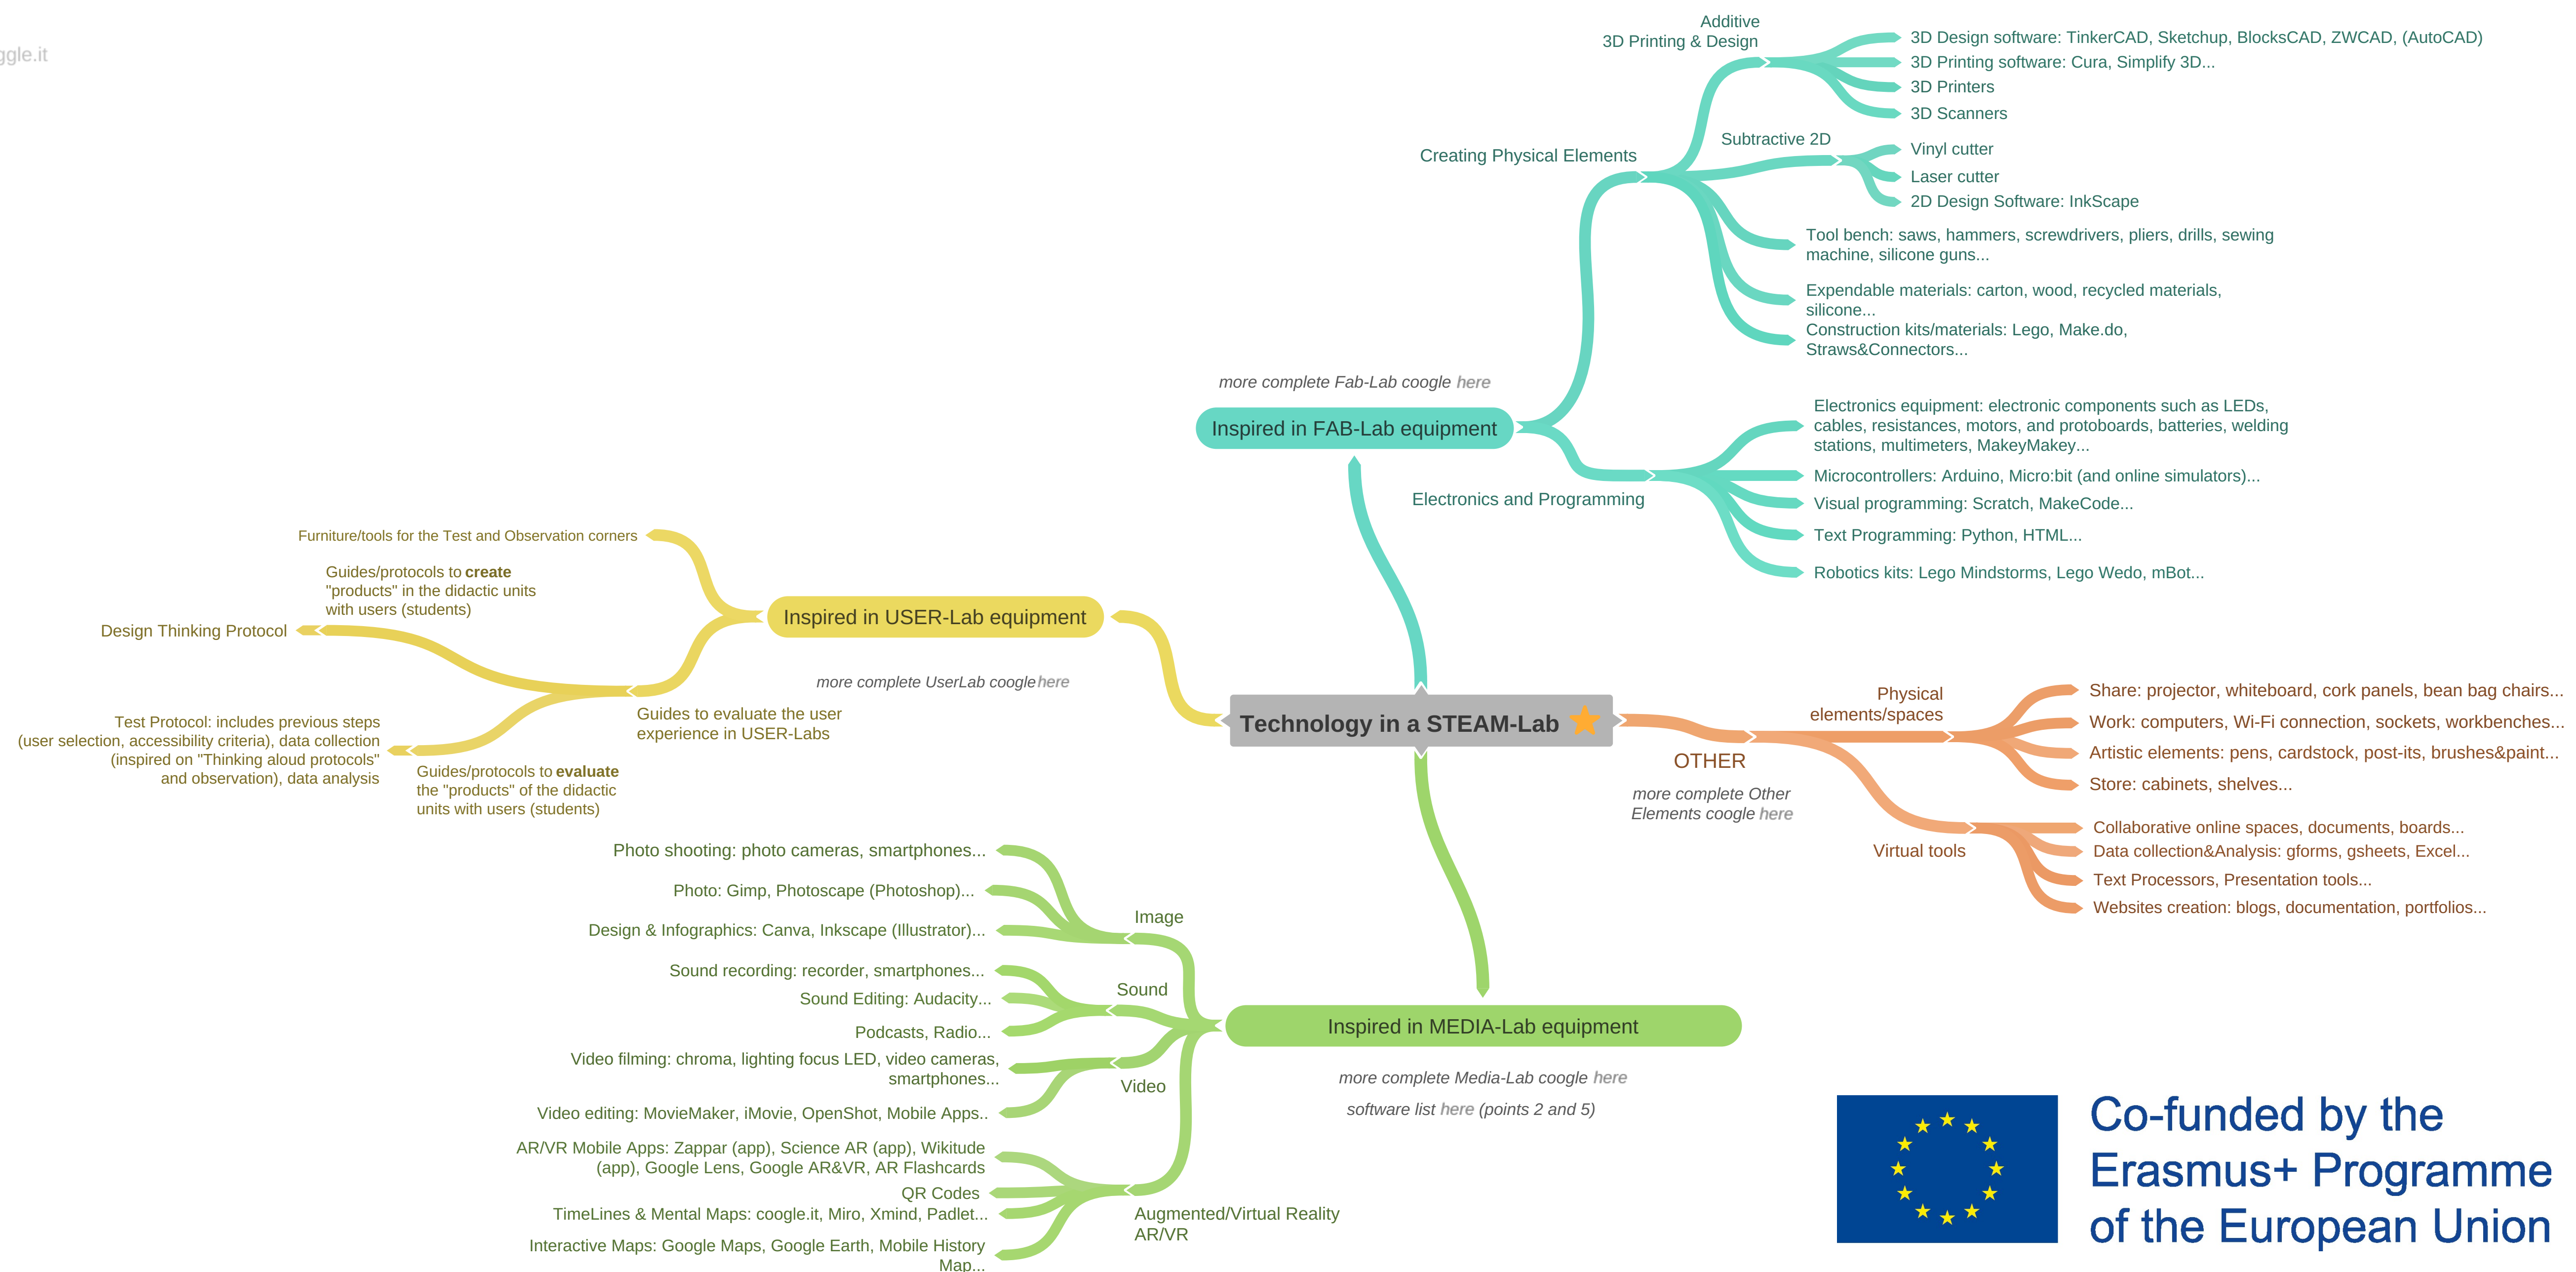 ggle.it
Additive
3D Printing & Design
3D Design software: TinkerCAD, Sketchup, BlocksCAD, ZWCAD, (AutoCAD)
3D Printing software: Cura, Simplify 3D...
3D Printers
3D Scanners
Creating Physical Elements
Subtractive 2D
Vinyl cutter
Laser cutter
2D Design Software: InkScape
Tool bench: saws, hammers, screwdrivers, pliers, drills, sewing
machine, silicone guns...
Expendable materials: carton, wood, recycled materials,
silicone...
Construction kits/materials: Lego, Make.do,
Straws&Connectors...
more complete Fab-Lab coogle here
Inspired in FAB-Lab equipment
Electronics and Programming
Electronics equipment: electronic components such as LEDs,
cables, resistances, motors, and protoboards, batteries, welding
stations, multimeters, MakeyMakey...
Microcontrollers: Arduino, Micro:bit (and online simulators)...
Visual programming: Scratch, MakeCode...
Text Programming: Python, HTML...
Robotics kits: Lego Mindstorms, Lego Wedo, mBot...
Furniture/tools for the Test and Observation corners
Guides/protocols to create
"products" in the didactic units
with users (students)
Design Thinking Protocol
Inspired in USER-Lab equipment
more complete UserLab coogle here
Guides to evaluate the user
experience in USER-Labs
Test Protocol: includes previous steps
(user selection, accessibility criteria), data collection
(inspired on "Thinking aloud protocols"
and observation), data analysis
Guides/protocols to evaluate
the "products" of the didactic
units with users (students)
Technology in a STEAM-Lab
OTHER
more complete Other
Elements coogle here
Physical
elements/spaces
Share: projector, whiteboard, cork panels, bean bag chairs...
Work: computers, Wi-Fi connection, sockets, workbenches...
Artistic elements: pens, cardstock, post-its, brushes&paint...
Store: cabinets, shelves...
Virtual tools
Collaborative online spaces, documents, boards...
Data collection&Analysis: gforms, gsheets, Excel...
Text Processors, Presentation tools...
Websites creation: blogs, documentation, portfolios...
Photo shooting: photo cameras, smartphones...
Photo: Gimp, Photoscape (Photoshop)...
Design & Infographics: Canva, Inkscape (Illustrator)...
Image
Sound recording: recorder, smartphones...
Sound Editing: Audacity...
Podcasts, Radio...
Sound
Video filming: chroma, lighting focus LED, video cameras,
smartphones...
Video editing: MovieMaker, iMovie, OpenShot, Mobile Apps..
Video
AR/VR Mobile Apps: Zappar (app), Science AR (app), Wikitude
(app), Google Lens, Google AR&VR, AR Flashcards
QR Codes
TimeLines & Mental Maps: coogle.it, Miro, Xmind, Padlet...
Interactive Maps: Google Maps, Google Earth, Mobile History
Map...
Augmented/Virtual Reality
AR/VR
Inspired in MEDIA-Lab equipment
more complete Media-Lab coogle here
software list here (points 2 and 5)
Co-funded by the
Erasmus+ Programme
of the European Union